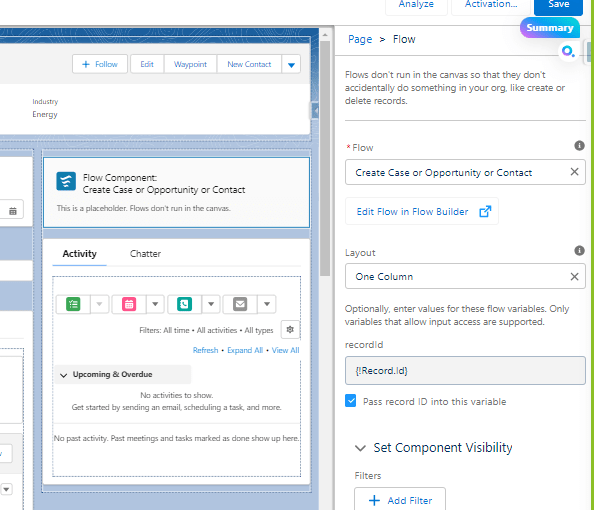 Analyze
Activation...
Save
Summary
Page > Flow
+ Follow
Edit
Waypoint
New Contact
Industry
Energy
Flow Component:
Create Case or Opportunity or Contact
This is a placeholder. Flows don't run in the canvas.
Activity
Chatter
Filters: All time • All activities • All types
Refresh • Expand All • View All
Upcoming & Overdue
No activities to show.
Get started by sending an email, scheduling a task, and more.
No past activity. Past meetings and tasks marked as done show up here.
Flows don't run in the canvas so that they don't
accidentally do something in your org, like create or
delete records.
* Flow
Create Case or Opportunity or Contact
Edit Flow in Flow Builder
Layout
One Column
Optionally, enter values for these flow variables. Only
variables that allow input access are supported.
recordId
{!Record.Id}
Pass record ID into this variable
Set Component Visibility
Filters
+ Add Filter